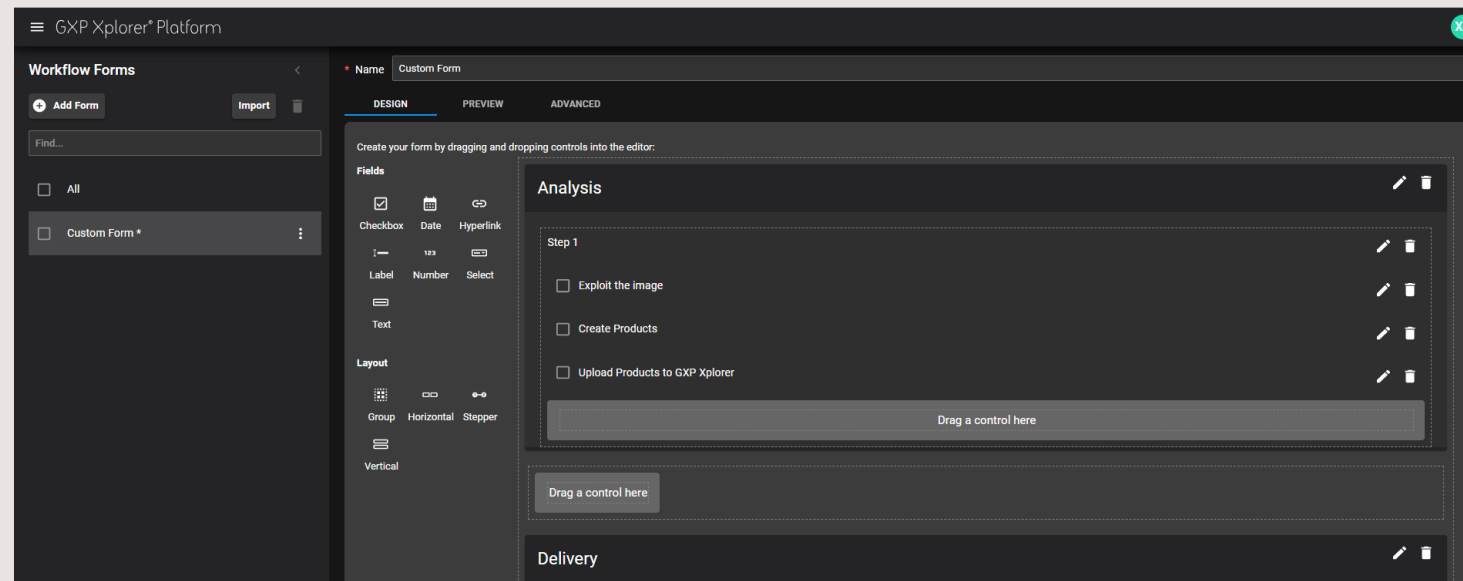 GXP Xplorer® Platform
X
Workflow Forms
* Name Custom Form
Add Form Import
DESIGN PREVIEW ADVANCED
Find...
Create your form by dragging and dropping controls into the editor:
Fields
All
Custom Form *
Checkbox Date Hyperlink
123
Label Number Select
Text
Layout
Group Horizontal Stepper
Vertical
Analysis
Step 1
Exploit the image
Create Products
Upload Products to GXP Xplorer
Drag a control here
Drag a control here
Delivery